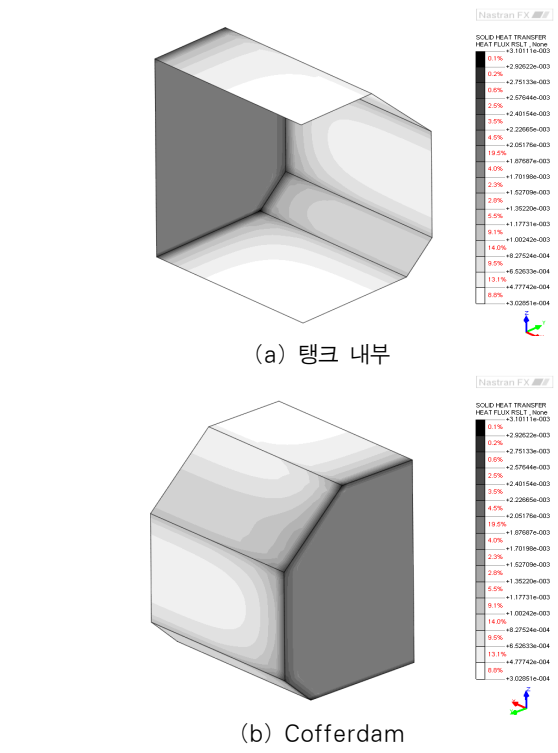 Nastran FX
SOLID HEAT TRANSFER
HEAT FLUX RSLT , None
+3.10111e-003
0.1%
+2.92622e-003
0.2%
+2.75133e-003
0.6%
+2.57644e-003
2.5%
+2.40154e-003
3.5%
+2.22665e-003
4.5%
+2.05176e-003
19.5%
+1.87687e-003
4.0%
+1.70198e-003
2.3%
+1.52709e-003
2.8%
+1.35220e-003
5.5%
+1.17731e-003
9.1%
+1.00242e-003
14.0%
+8.27524e-004
9.5%
+6.52633e-004
13.1%
+4.77742e-004
8.8%
+3.02851e-004
Z
Y
(a) 탱크 내부
Nastran FX
SOLID HEAT TRANSFER
HEAT FLUX RSLT , None
+3.10111e-003
0.1%
+2.92622e-003
0.2%
+2.75133e-003
0.6%
+2.57644e-003
2.5%
+2.40154e-003
3.5%
+2.22665e-003
4.5%
+2.05176e-003
19.5%
+1.87687e-003
4.0%
+1.70198e-003
2.3%
+1.52709e-003
2.8%
+1.35220e-003
5.5%
+1.17731e-003
9.1%
+1.00242e-003
14.0%
+8.27524e-004
9.5%
+6.52633e-004
13.1%
+4.77742e-004
8.8%
+3.02851e-004
Z
(b) Cofferdam